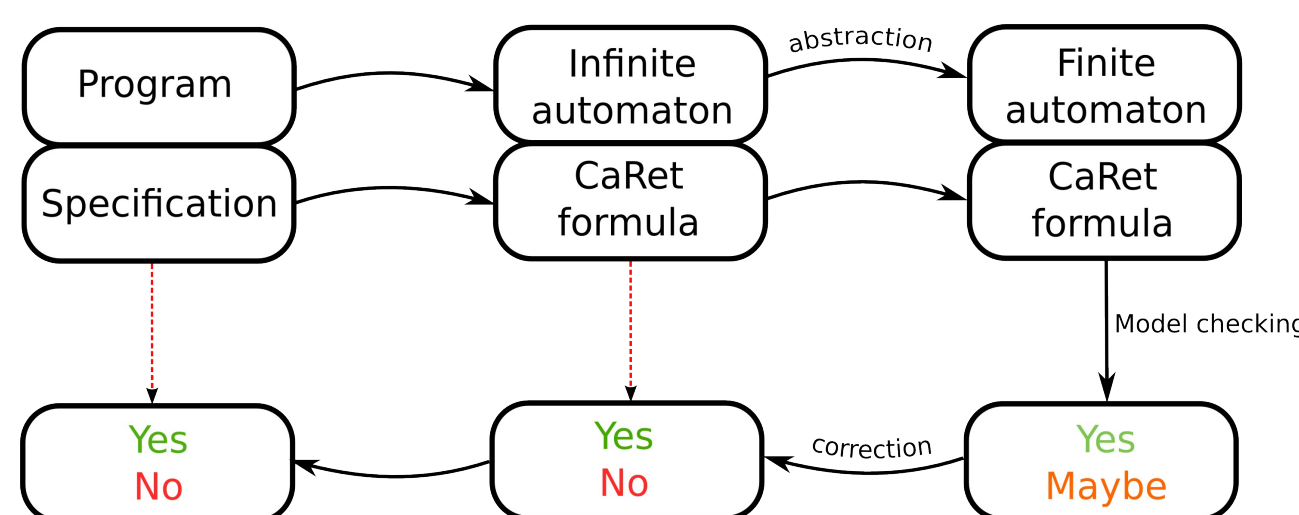 Program
Specification
Infinite
automaton
CaRet
formula
abstraction
Finite
automaton
CaRet
formula
Model checking
Yes
No
Yes
No
correction
Yes
Maybe